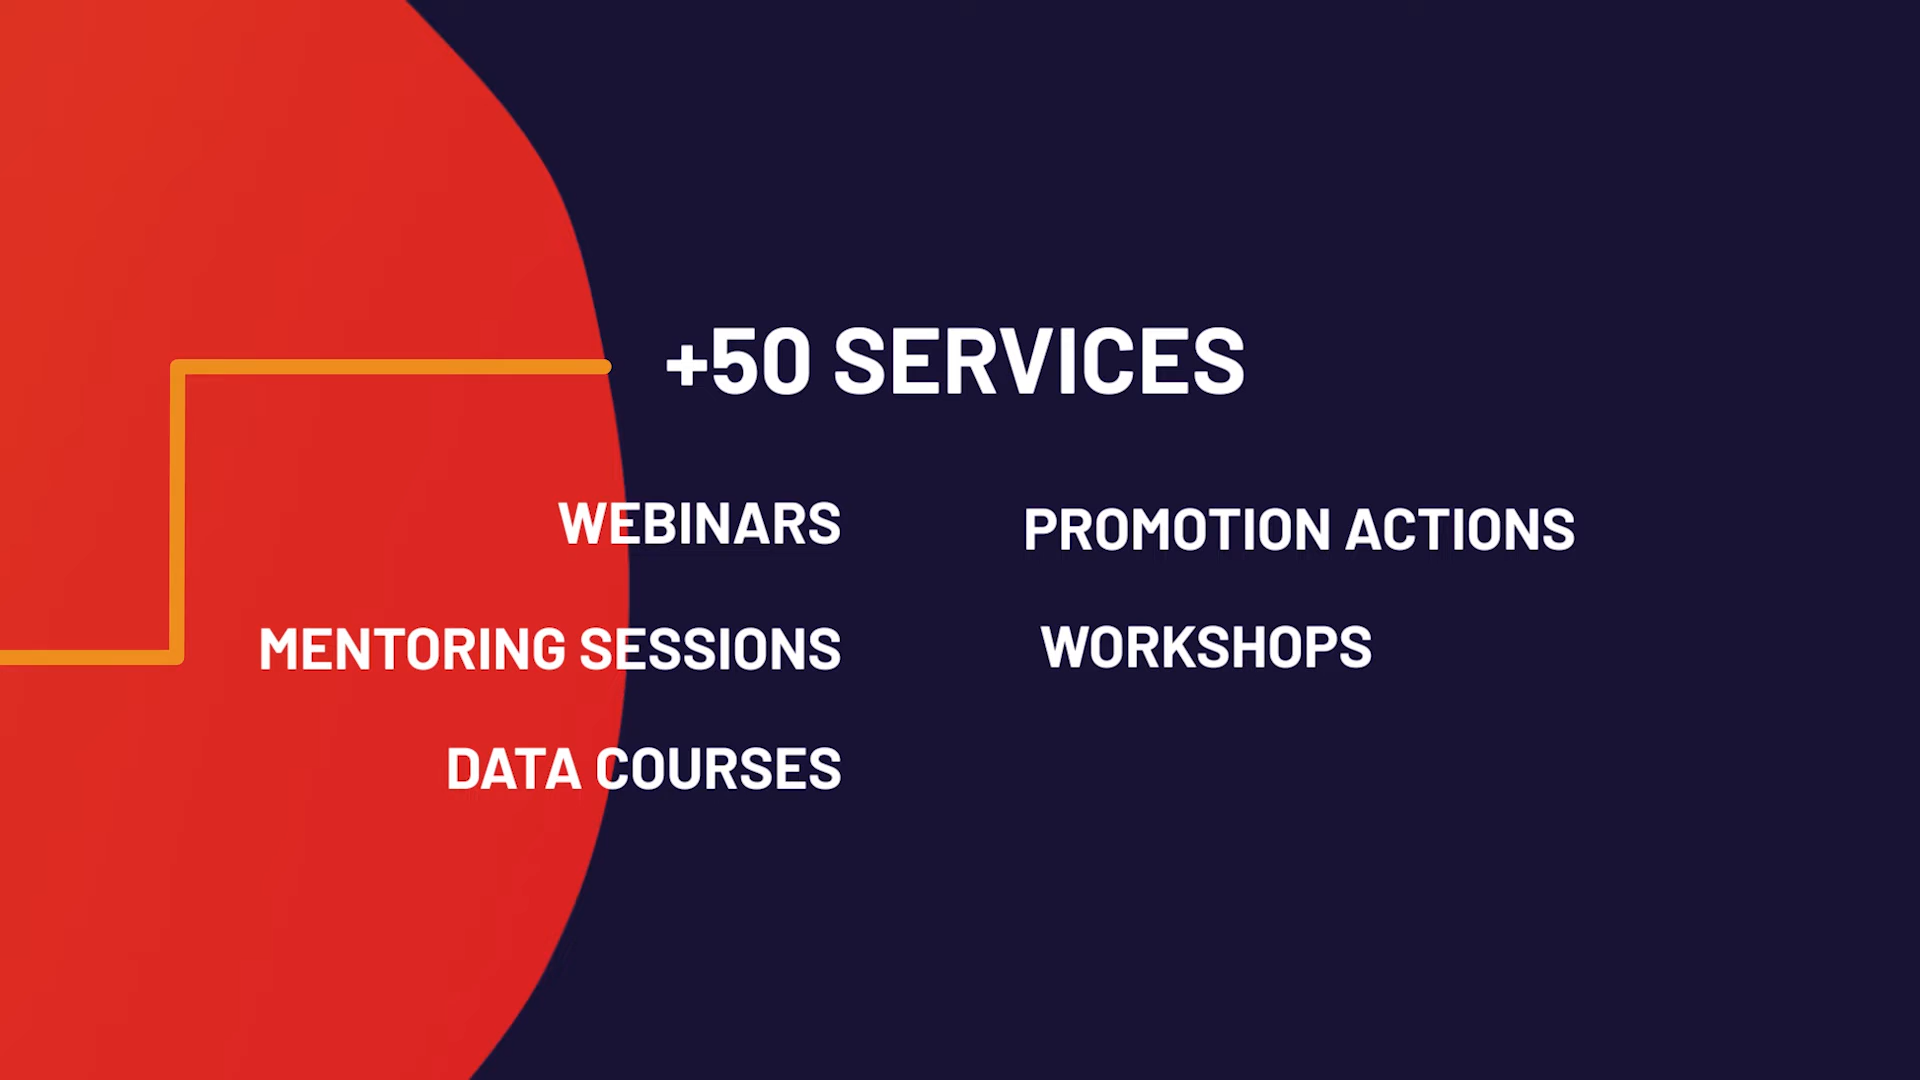 +50 SERVICES
WEBINARS
PROMOTION ACTIONS
MENTORING SESSIONS
WORKSHOPS
DATA COURSES